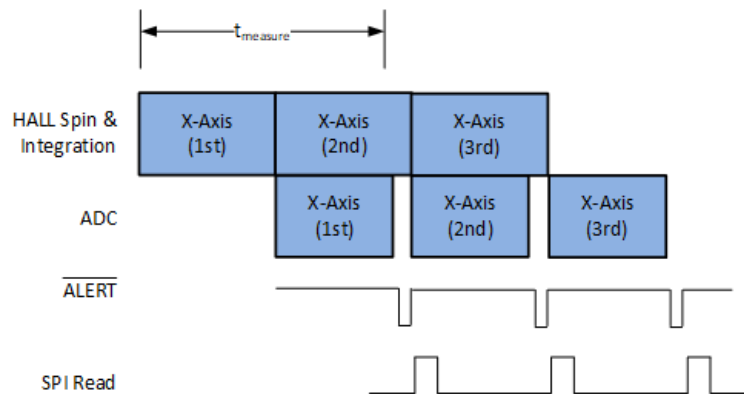 tmeasure
HALL Spin &
Integration
X-Axis
(1st)
X-Axis
(2nd)
X-Axis
(3rd)
ADC
X-Axis
(1st)
X-Axis
(2nd)
X-Axis
(3rd)
ALERT
SPI Read